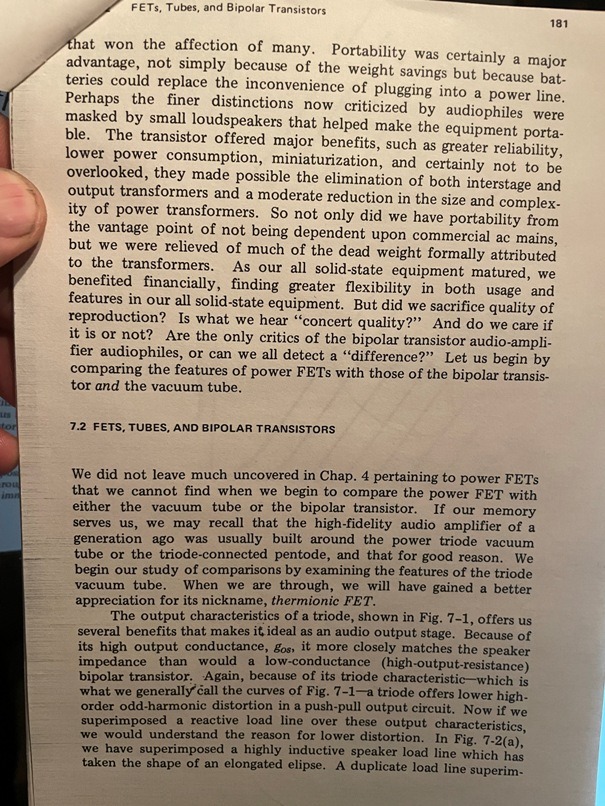 FETs, Tubes, and Bipolar Transistors
181
that won the affection of many. Portability was certainly a major
advantage, not simply because of the weight savings but because bat-
teries could replace the inconvenience of plugging into a power line.
Perhaps the finer distinctions now criticized by audiophiles were
masked by small loudspeakers that helped make the equipment porta-
ble. The transistor offered major benefits, such as greater reliability,
lower power consumption, miniaturization, and certainly not to be
overlooked, they made possible the elimination of both interstage and
output transformers and a moderate reduction in the size and complex-
ity of power transformers. So not only did we have portability from
the vantage point of not being dependent upon commercial ac mains,
but we were relieved of much of the dead weight formally attributed
to the transformers. As our all solid-state equipment matured, we
benefited financially, finding greater flexibility in both usage and
features in our all solid-state equipment. But did we sacrifice quality of
reproduction? Is what we hear "concert quality?" And do we care if
it is or not? Are the only critics of the bipolar transistor audio-ampli-
fier audiophiles, or can we all detect a "difference?" Let us begin by
comparing the features of power FETs with those of the bipolar transis-
tor and the vacuum tube.
7.2 FETS, TUBES, AND BIPOLAR TRANSISTORS
We did not leave much uncovered in Chap. 4 pertaining to power FETs
that we cannot find when we begin to compare the power FET with
either the vacuum tube or the bipolar transistor. If our memory
serves us, we may recall that the high-fidelity audio amplifier of a
generation ago was usually built around the power triode vacuum
tube or the triode-connected pentode, and that for good reason. We
begin our study of comparisons by examining the features of the triode
vacuum tube. When we are through, we will have gained a better
appreciation for its nickname, thermionic FET.
The output characteristics of a triode, shown in Fig. 7-1, offers us
several benefits that makes it ideal as an audio output stage. Because of
its high output conductance, gos, it more closely matches the speaker
impedance than would a low-conductance (high-output-resistance)
bipolar transistor. Again, because of its triode characteristic—which is
what we generally call the curves of Fig. 7-1—a triode offers lower high-
order odd-harmonic distortion in a push-pull output circuit. Now if we
superimposed a reactive load line over these output characteristics,
we would understand the reason for lower distortion. In Fig. 7-2(a),
we have superimposed a highly inductive speaker load line which has
taken the shape of an elongated elipse. A duplicate load line superim-